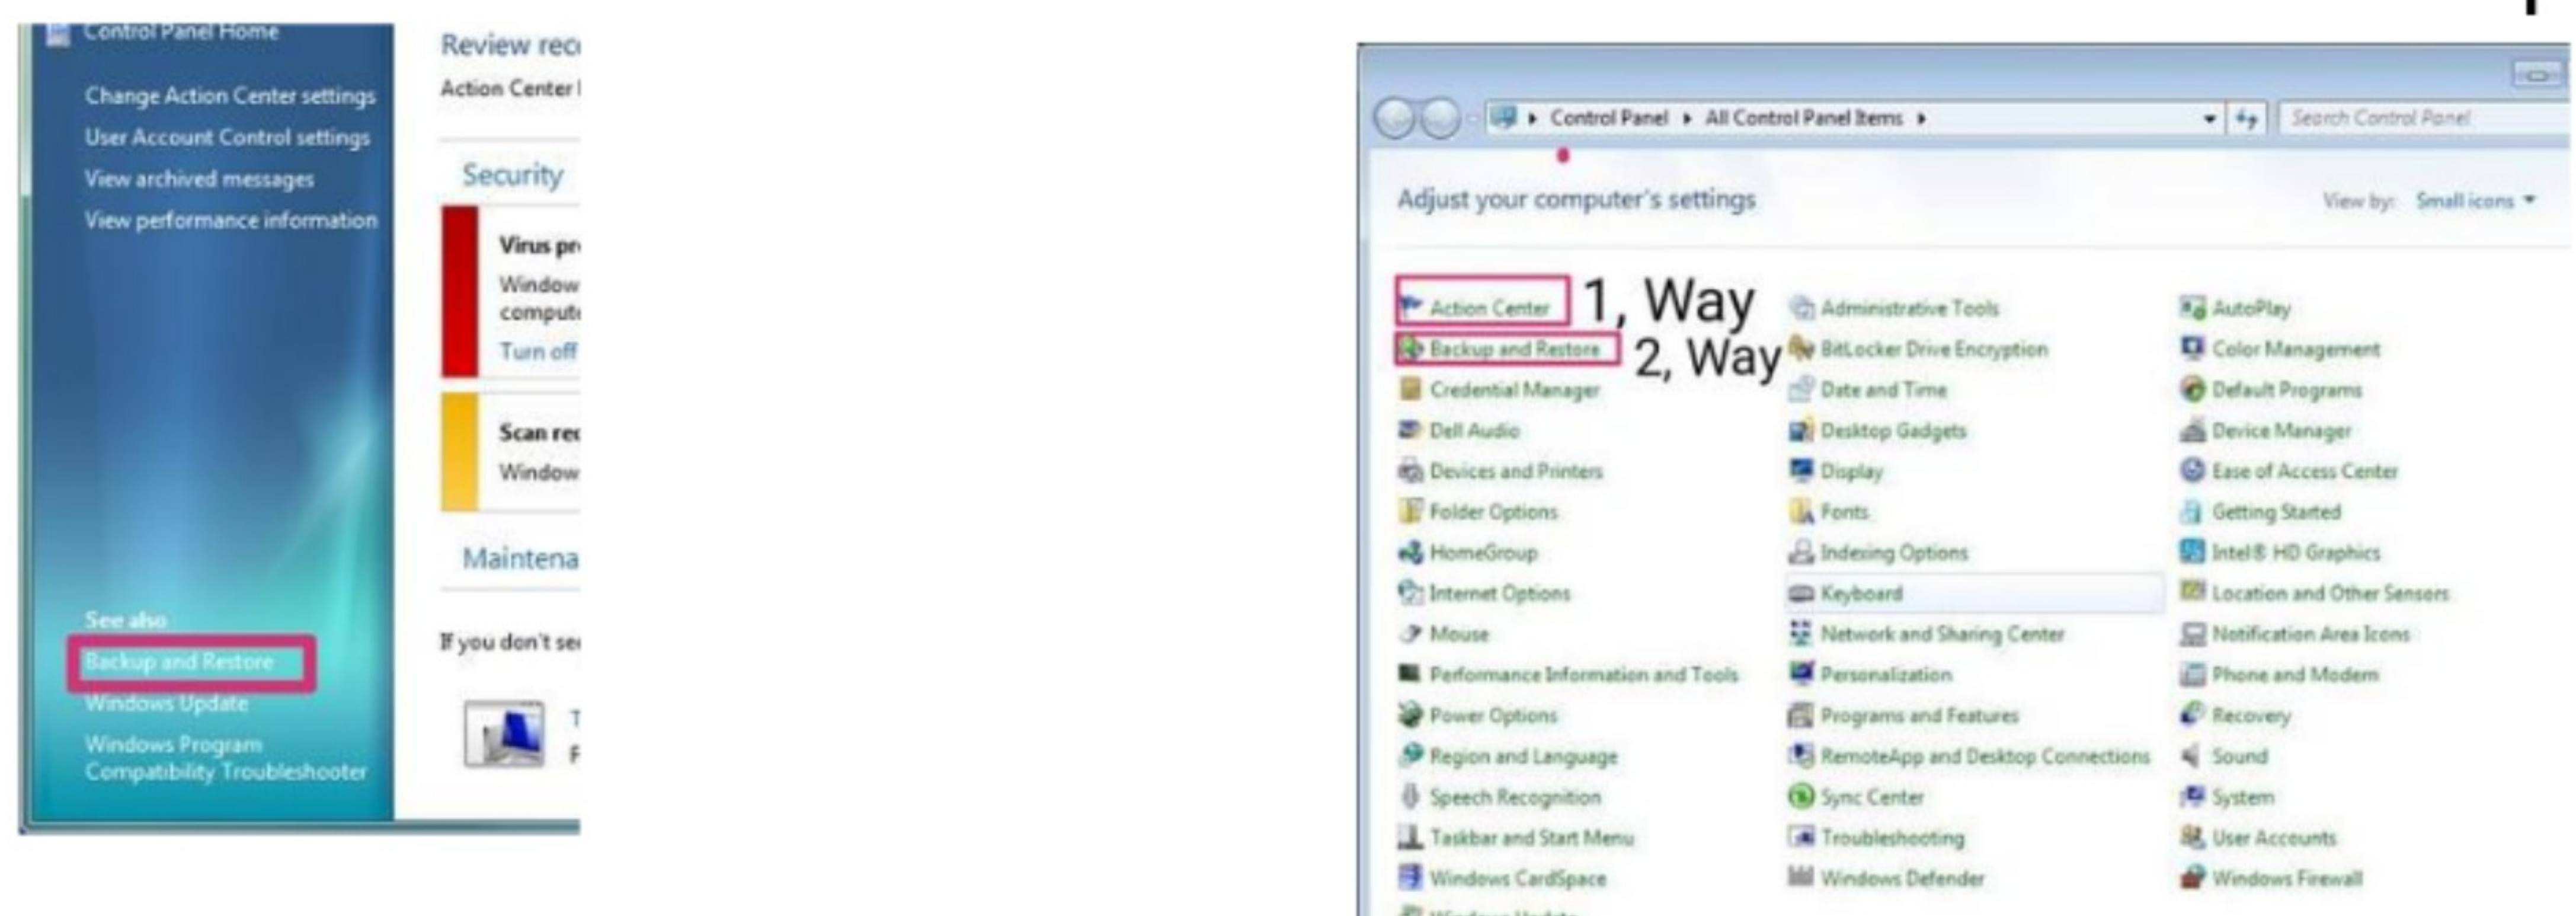 Control Panel Home
Change Action Center settings
User Account Control settings
View archived messages
View performance information
See also
Backup and Restore
Windows Update
Windows Program
Compatibility Troubleshooter
Review
Action Center
Security
Virus
Turn off
Scan
If you don't
Control Panel ▸ All Control Panel Items ▸
Search Control Panel
Adjust your computer's settings
View by: Small icons
Action Center 1, Way Administrative Tools AutoPlay
Backup and Restore 2, Way BitLocker Drive Encryption Color Management
Credential Manager Date and Time Default Programs
Dell Audio Desktop Gadgets Device Manager
Devices and Printers Display Ease of Access Center
Folder Options Fonts Getting Started
HomeGroup Indexing Options Intel® HD Graphics
Internet Options Keyboard Location and Other Sensors
Mouse Network and Sharing Center Notification Area Icons
Performance Information and Tools Personalization Phone and Modem
Power Options Programs and Features Recovery
Region and Language RemoteApp and Desktop Connections Sound
Speech Recognition Sync Center System
Taskbar and Start Menu Troubleshooting User Accounts
Windows CardSpace Windows Defender Windows Firewall